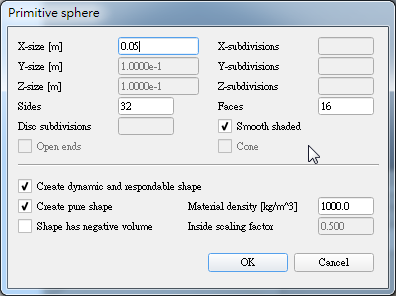 Primitive sphere
X-size [m] 0.05 X-subdivisions
Y-size [m] 1.0000e-1 Y-subdivisions
Z-size [m] 1.0000e-1 Z-subdivisions
Sides 32 Faces 16
Disc subdivisions Smooth shaded
Open ends Cone
Create dynamic and respondable shape
Create pure shape Material density [kg/m^3] 1000.0
Shape has negative volume Inside scaling factor 0.500
OK Cancel